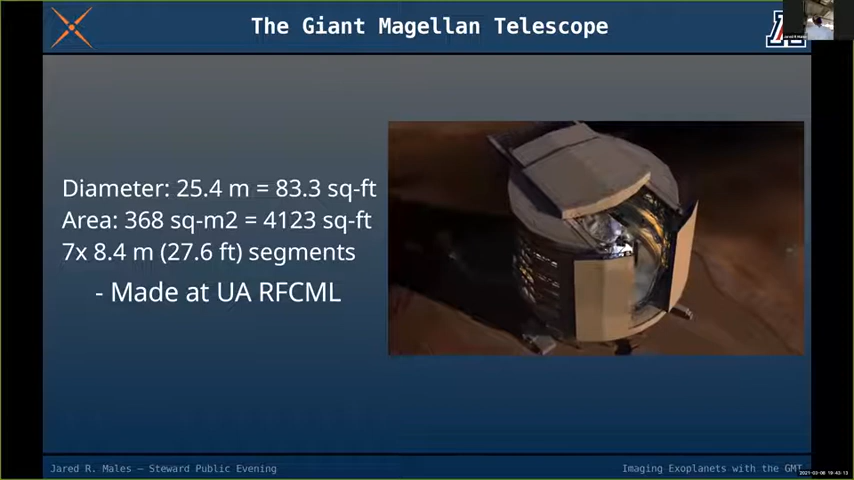 The Giant Magellan Telescope
Diameter: 25.4 m = 83.3 sq-ft
Area: 368 sq-m2 = 4123 sq-ft
7x 8.4 m (27.6 ft) segments
- Made at UA RFCML
Jared R. Males – Steward Public Evening
Imaging Exoplanets with the GMT